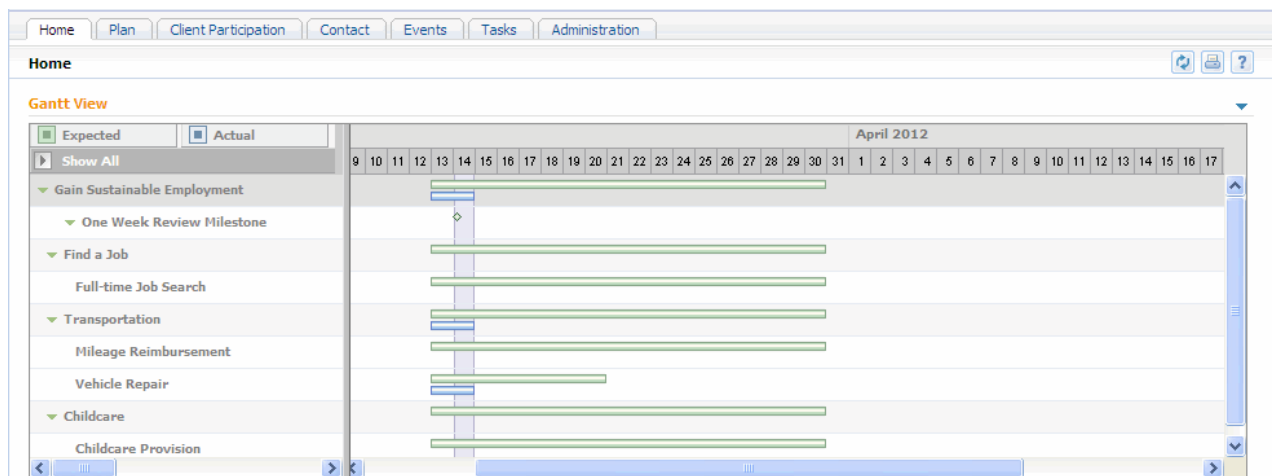 Home Plan Client Participation Contact Events Tasks Administration
Home ?
Gantt View
Expected Actual April 2012
Show All 9 10 11 12 13 14 15 16 17 18 19 20 21 22 23 24 25 26 27 28 29 30 31 1 2 3 4 5 6 7 8 9 10 11 12 13 14 15 16 17
Gain Sustainable Employment
One Week Review Milestone
Find a Job
Full-time Job Search
Transportation
Mileage Reimbursement
Vehicle Repair
Childcare
Childcare Provision